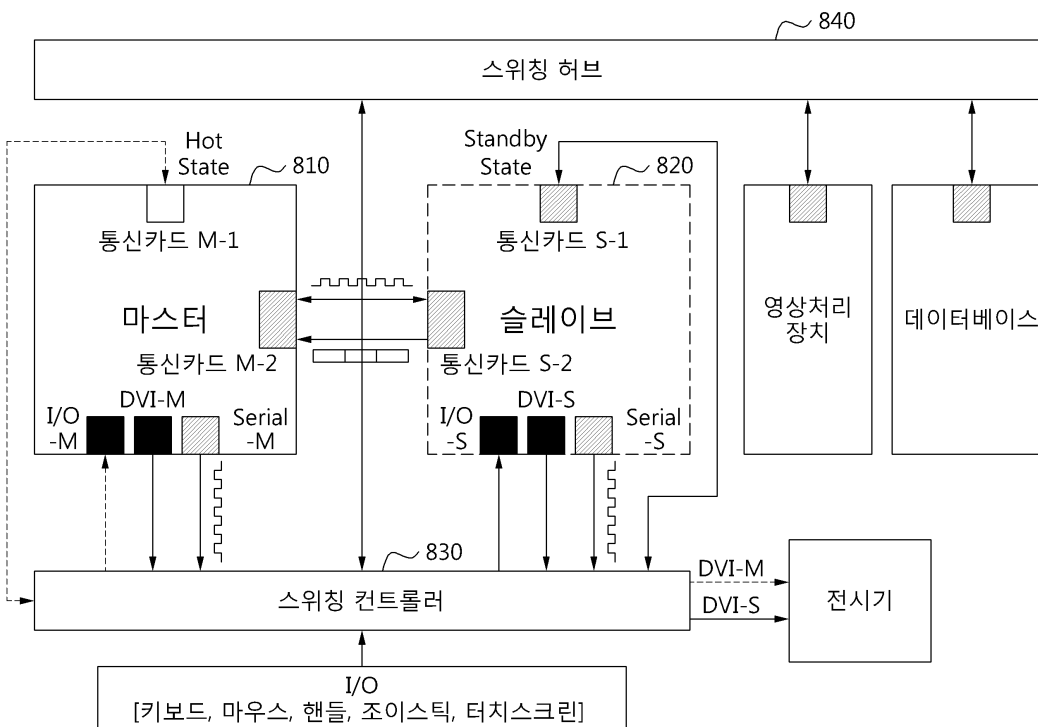 840
스위칭 허브
Hot
State
810
Standby
State
820
통신카드 M-1
통신카드 S-1
마스터
슬레이브
영상처리
장치
데이터베이스
통신카드 M-2
통신카드 S-2
I/O
-M
DVI-M
Serial
-M
I/O
-S
DVI-S
Serial
-S
830
스위칭 컨트롤러
DVI-M
DVI-S
전시기
I/O
[키보드, 마우스, 핸들, 조이스틱, 터치스크린]